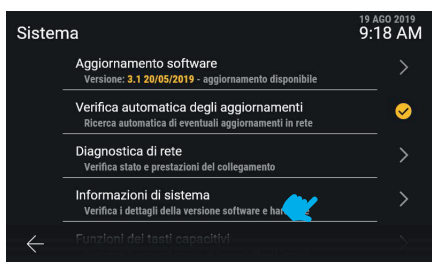 19 AGO 2019
Sistema
9:18 AM
Aggiornamento software
Versione: 3.1 20/05/2019 - aggiornamento disponibile
Verifica automatica degli aggiornamenti
Ricerca automatica di eventuali aggiornamenti in rete
Diagnostica di rete
Verifica stato e prestazioni del collegamento
Informazioni di sistema
Verifica i dettagli della versione software e
Funzioni dei tasti capacitivi